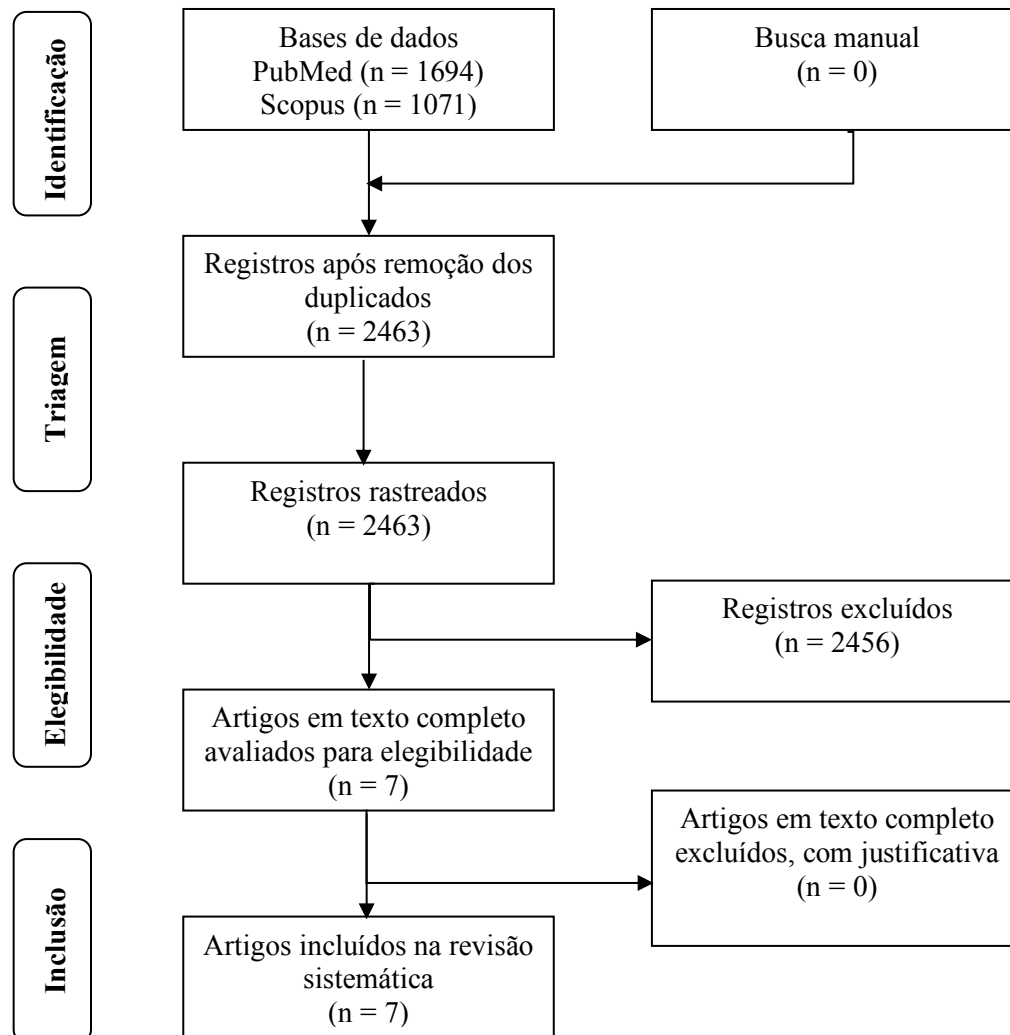 Identificação
Bases de dados
PubMed (n = 1694)
Scopus (n = 1071)
Busca manual
(n = 0)
Triagem
Registros após remoção dos
duplicados
(n = 2463)
Registros rastreados
(n = 2463)
Elegibilidade
Registros excluídos
(n = 2456)
Artigos em texto completo
avaliados para elegibilidade
(n = 7)
Artigos em texto completo
excluídos, com justificativa
(n = 0)
Inclusão
Artigos incluídos na revisão
sistemática
(n = 7)